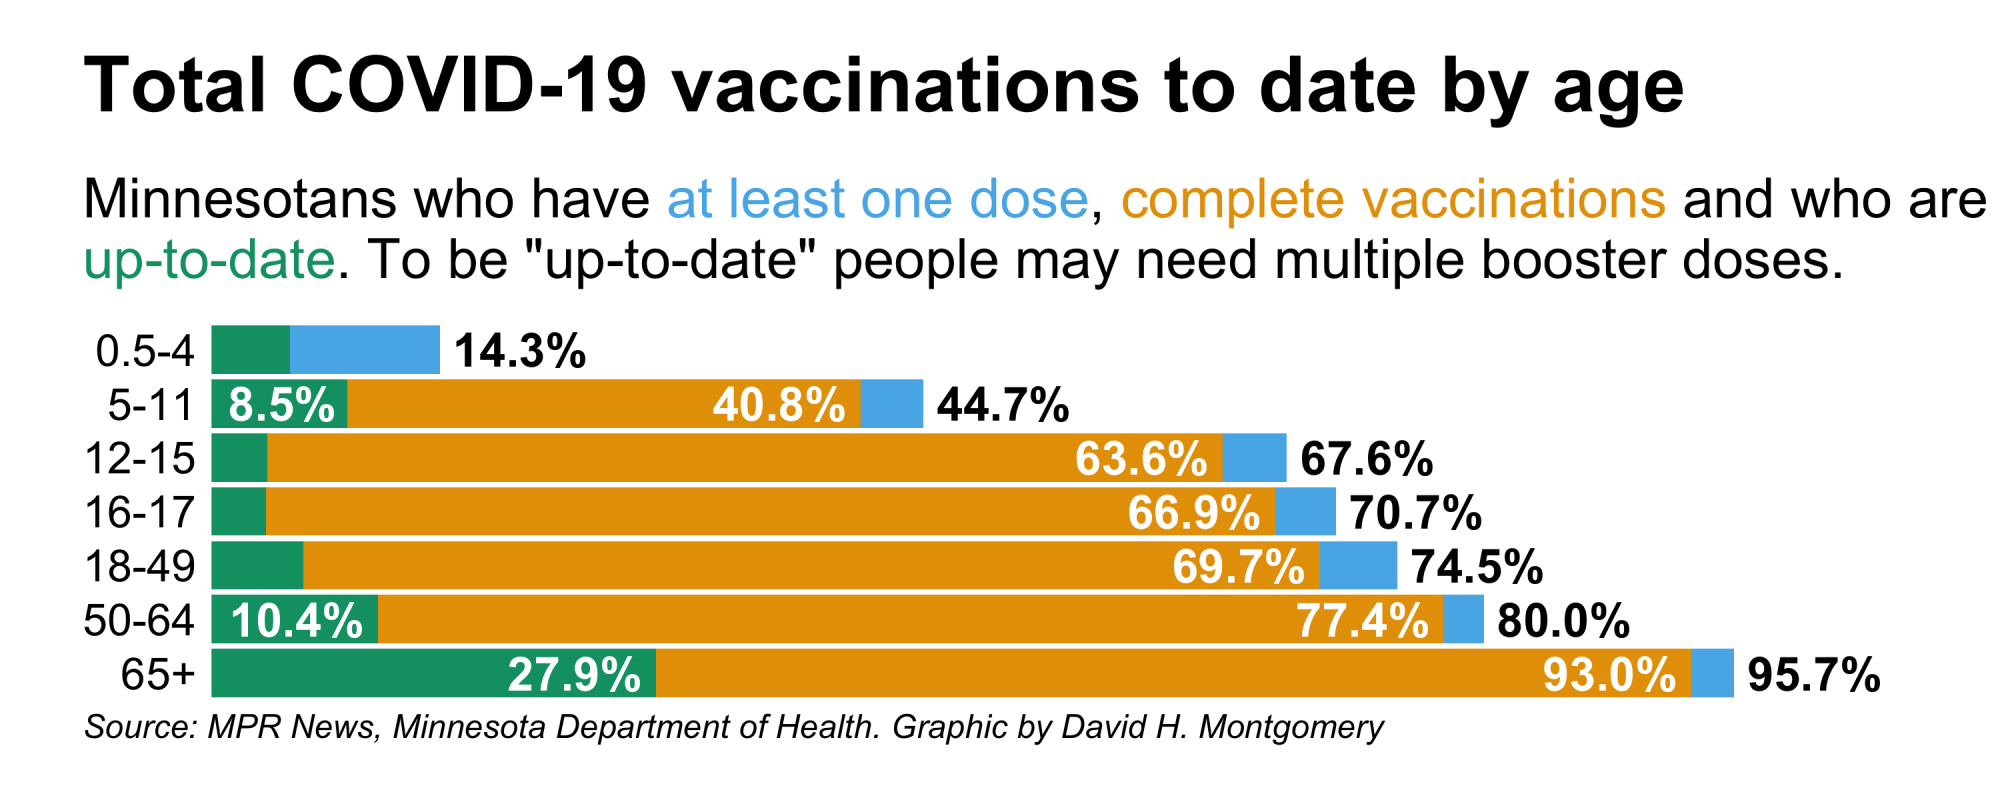 Total COVID-19 vaccinations to date by age
Minnesotans who have at least one dose, complete vaccinations and who are
up-to-date. To be "up-to-date" people may need multiple booster doses.
0.5-4 14.3%
5-11 8.5% 40.8% 44.7%
12-15 63.6% 67.6%
16-17 66.9% 70.7%
18-49 69.7% 74.5%
50-64 10.4% 77.4% 80.0%
65+ 27.9% 93.0% 95.7%
Source: MPR News, Minnesota Department of Health. Graphic by David H. Montgomery